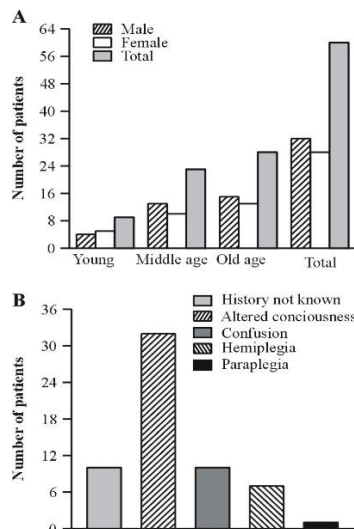 A
Male
Female
Total
Number of patients
64
56
48
40
32
24
16
8
0
Young Middle age Old age Total
B
History not known
Altered conciousness
Confusion
Hemiplegia
Paraplegia
Number of patients
36
30
24
18
12
6
0